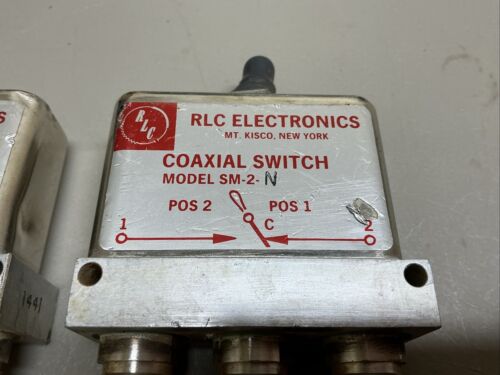 RLC
RLC ELECTRONICS
MT. KISCO, NEW YORK
COAXIAL SWITCH
MODEL SM-2-N
POS 2 POS 1
1 C 2
S
1441